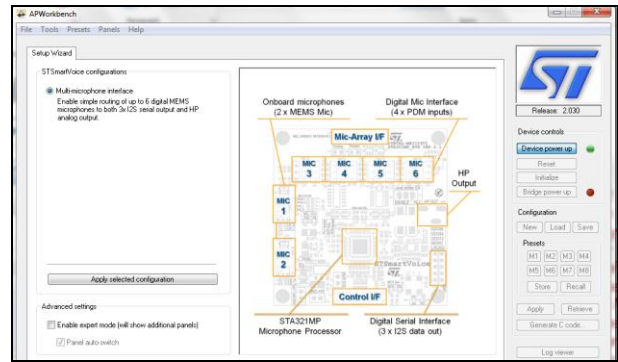 APWorkbench
File Tools Presets Panels Help
Setup Wizard
STSmartVoice configurations
Multi-microphone interface
Enable simple routing of up to 6 digital MEMS
microphones to both 3x I2S serial output and HP
analog output.
Apply selected configuration
Advanced settings
Enable expert mode (will show additional panels)
Panel auto-switch
Onboard microphones
(2 x MEMS Mic)
Digital Mic Interface
(4 x PDM inputs)
Mic-Array I/F
MIC
3
MIC
4
MIC
5
MIC
6
HP
Output
MIC
1
MIC
2
STSmartVoice
Control I/F
STA321MP
Microphone Processor
Digital Serial Interface
(3 x I2S data out)
ST
Release: 2.030
Device controls
Device power up
Reset
Initialize
Bridge power up
Configuration
New Load Save
Presets
M1 M2 M3 M4
M5 M6 M7 M8
Store Recall
Apply Retrieve
Generate C code...
Log viewer